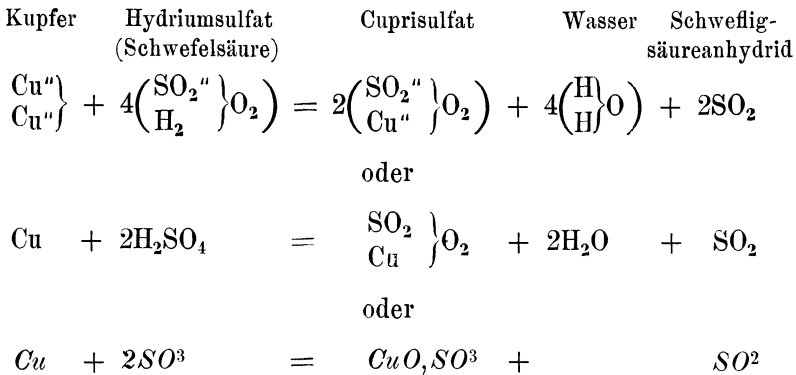 Kupfer Hydriumsulfat Cuprisulfat Wasser Schweflig-
(Schwefelsäure) säureanhydrid
Cu" Cu"} + 4(SO₂" H₂}O₂) = 2(SO₂" Cu"}O₂) + 4(H H}O) + 2SO₂
oder
Cu + 2H₂SO₄ = SO₂ Cu}O₂ + 2H₂O + SO₂
oder
Cu + 2SO³ = CuO,SO³ + SO²